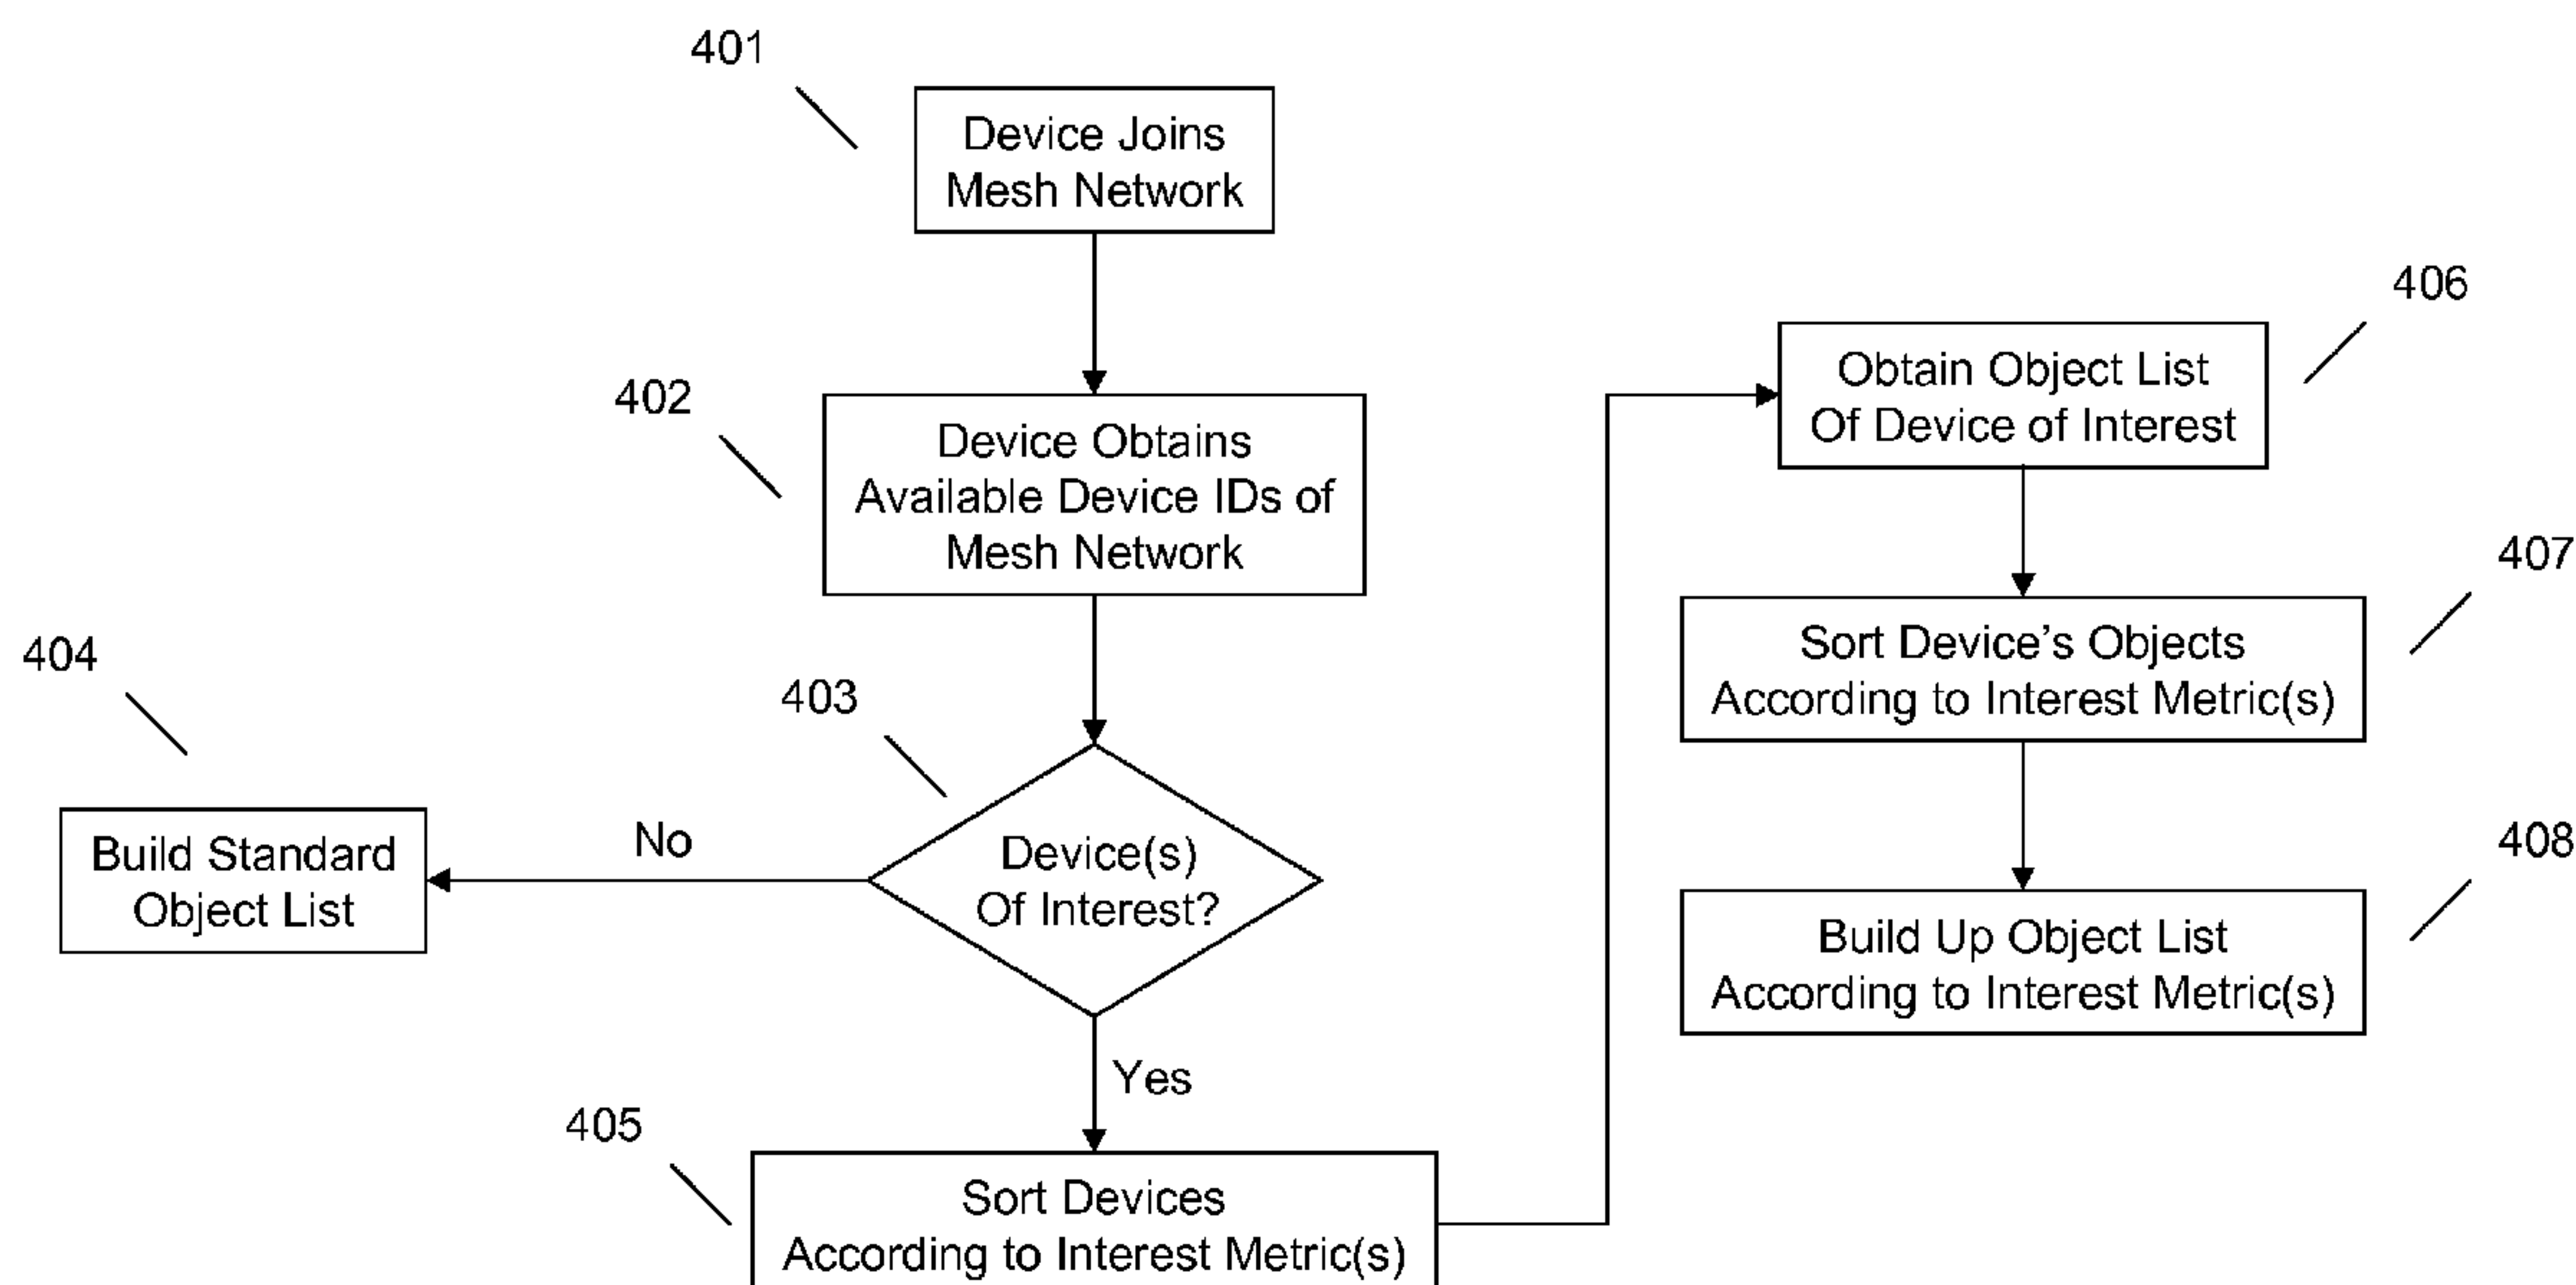 401
Device Joins
Mesh Network
402
Device Obtains
Available Device IDs of
Mesh Network
403
Device(s)
Of Interest?
No
404
Build Standard
Object List
Yes
405
Sort Devices
According to Interest Metric(s)
406
Obtain Object List
Of Device of Interest
407
Sort Device’s Objects
According to Interest Metric(s)
408
Build Up Object List
According to Interest Metric(s)